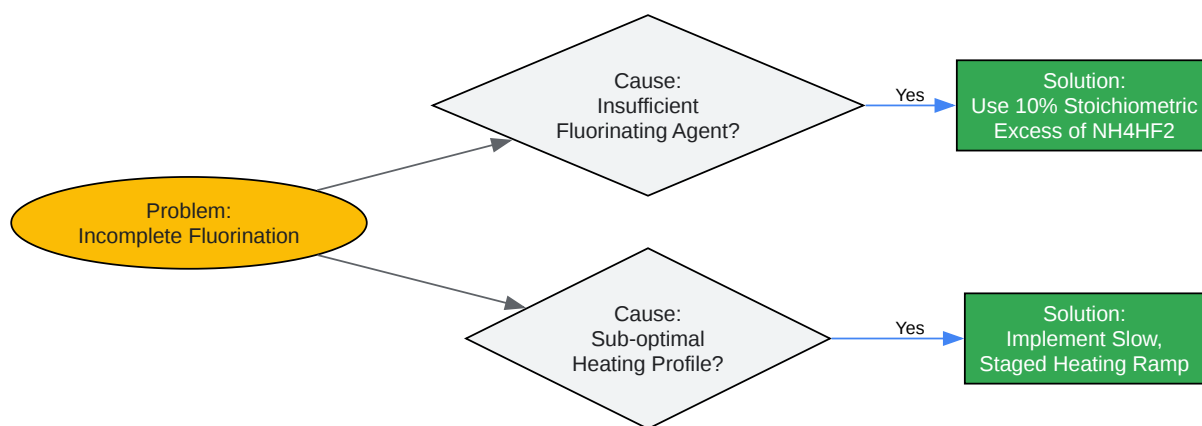 Problem:
Incomplete Fluorination
Cause:
Insufficient
Fluorinating Agent?
Yes
Solution:
Use 10% Stoichiometric
Excess of NH4HF2
Cause:
Sub-optimal
Heating Profile?
Yes
Solution:
Implement Slow,
Staged Heating Ramp